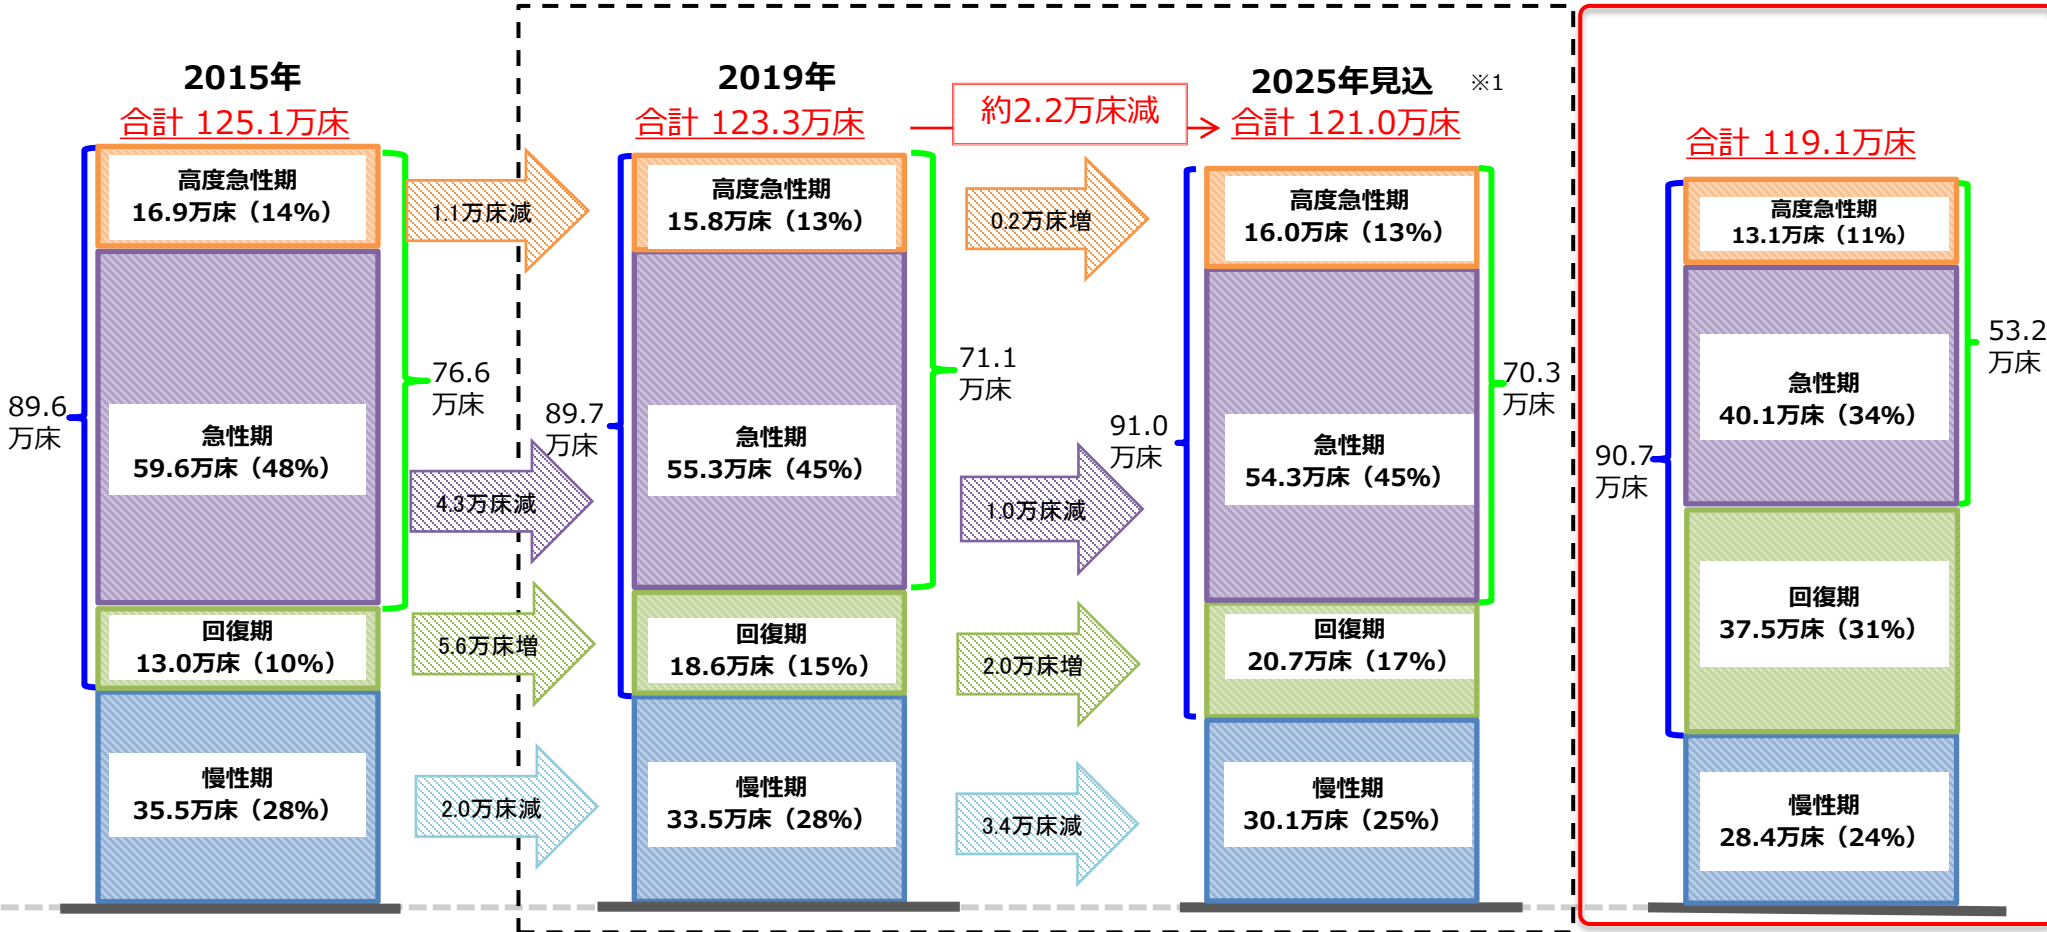 2015年
合計 125.1万床
高度急性期
16.9万床（14%）
急性期
59.6万床（48%）
回復期
13.0万床（10%）
慢性期
35.5万床（28%）
89.6
万床
76.6
万床
1.1万床減
4.3万床減
5.6万床増
2.0万床減
2019年
合計 123.3万床
高度急性期
15.8万床（13%）
急性期
55.3万床（45%）
回復期
18.6万床（15%）
慢性期
33.5万床（28%）
89.7
万床
71.1
万床
約2.2万床減
0.2万床増
1.0万床減
2.0万床増
3.4万床減
2025年見込 ※1
合計 121.0万床
高度急性期
16.0万床（13%）
急性期
54.3万床（45%）
回復期
20.7万床（17%）
慢性期
30.1万床（25%）
91.0
万床
70.3
万床
合計 119.1万床
高度急性期
13.1万床（11%）
急性期
40.1万床（34%）
回復期
37.5万床（31%）
慢性期
28.4万床（24%）
90.7
万床
53.2
万床